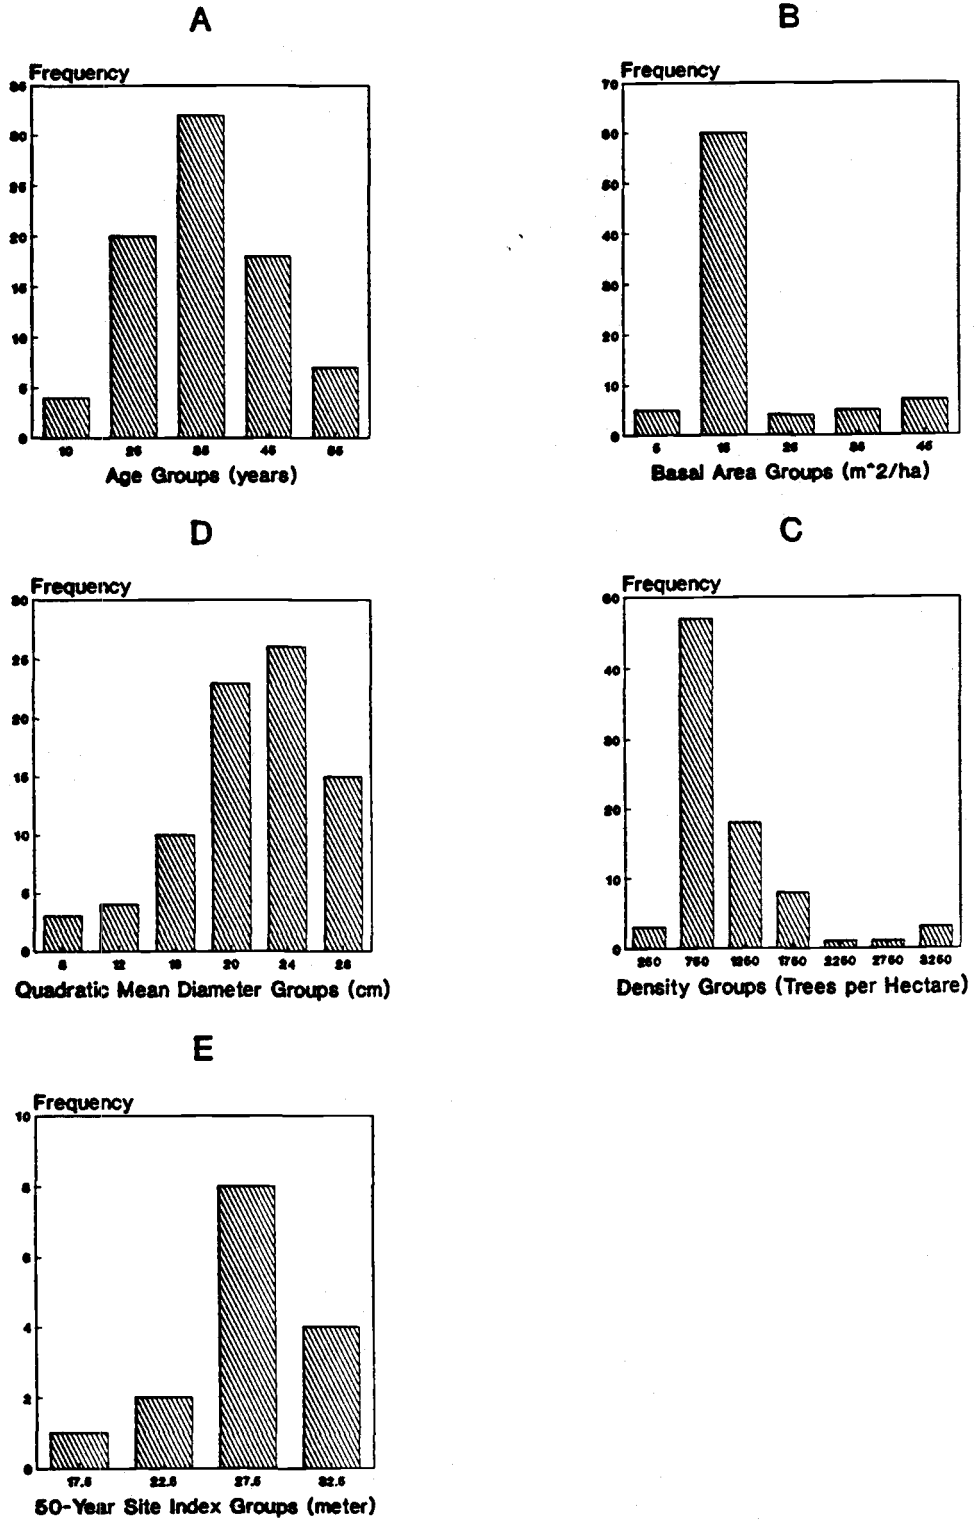 A
Frequency
35
30
25
20
15
10
5
0
10 25 35 45 55
Age Groups (years)
B
Frequency
70
60
50
40
30
20
10
0
5 15 25 35 45
Basal Area Groups (m^2/ha)
D
Frequency
30
25
20
15
10
5
0
8 12 16 20 24 28
Quadratic Mean Diameter Groups (cm)
C
Frequency
50
40
30
20
10
0
250 750 1250 1750 2250 2750 3250
Density Groups (Trees per Hectare)
E
Frequency
10
8
6
4
2
0
17.5 22.5 27.5 32.5
50-Year Site Index Groups (meter)